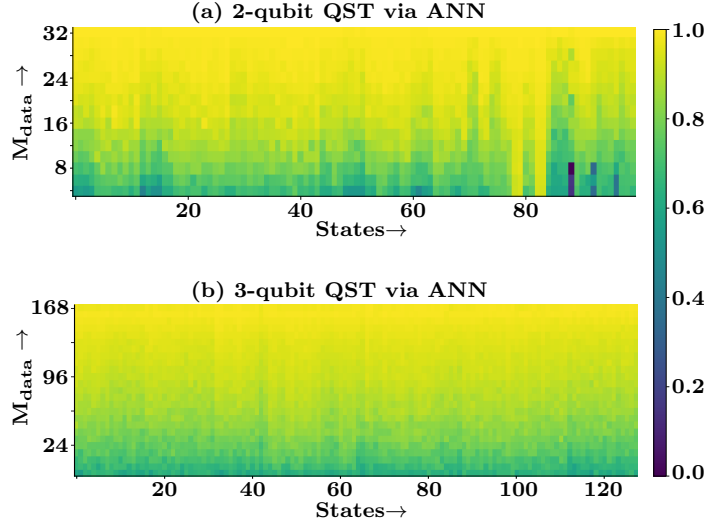 (a) 2-qubit QST via ANN
32
24
16
8
M_data →
20 40 60 80
States→
(b) 3-qubit QST via ANN
168
96
24
M_data →
20 40 60 80 100 120
States→
1.0
0.8
0.6
0.4
0.2
0.0